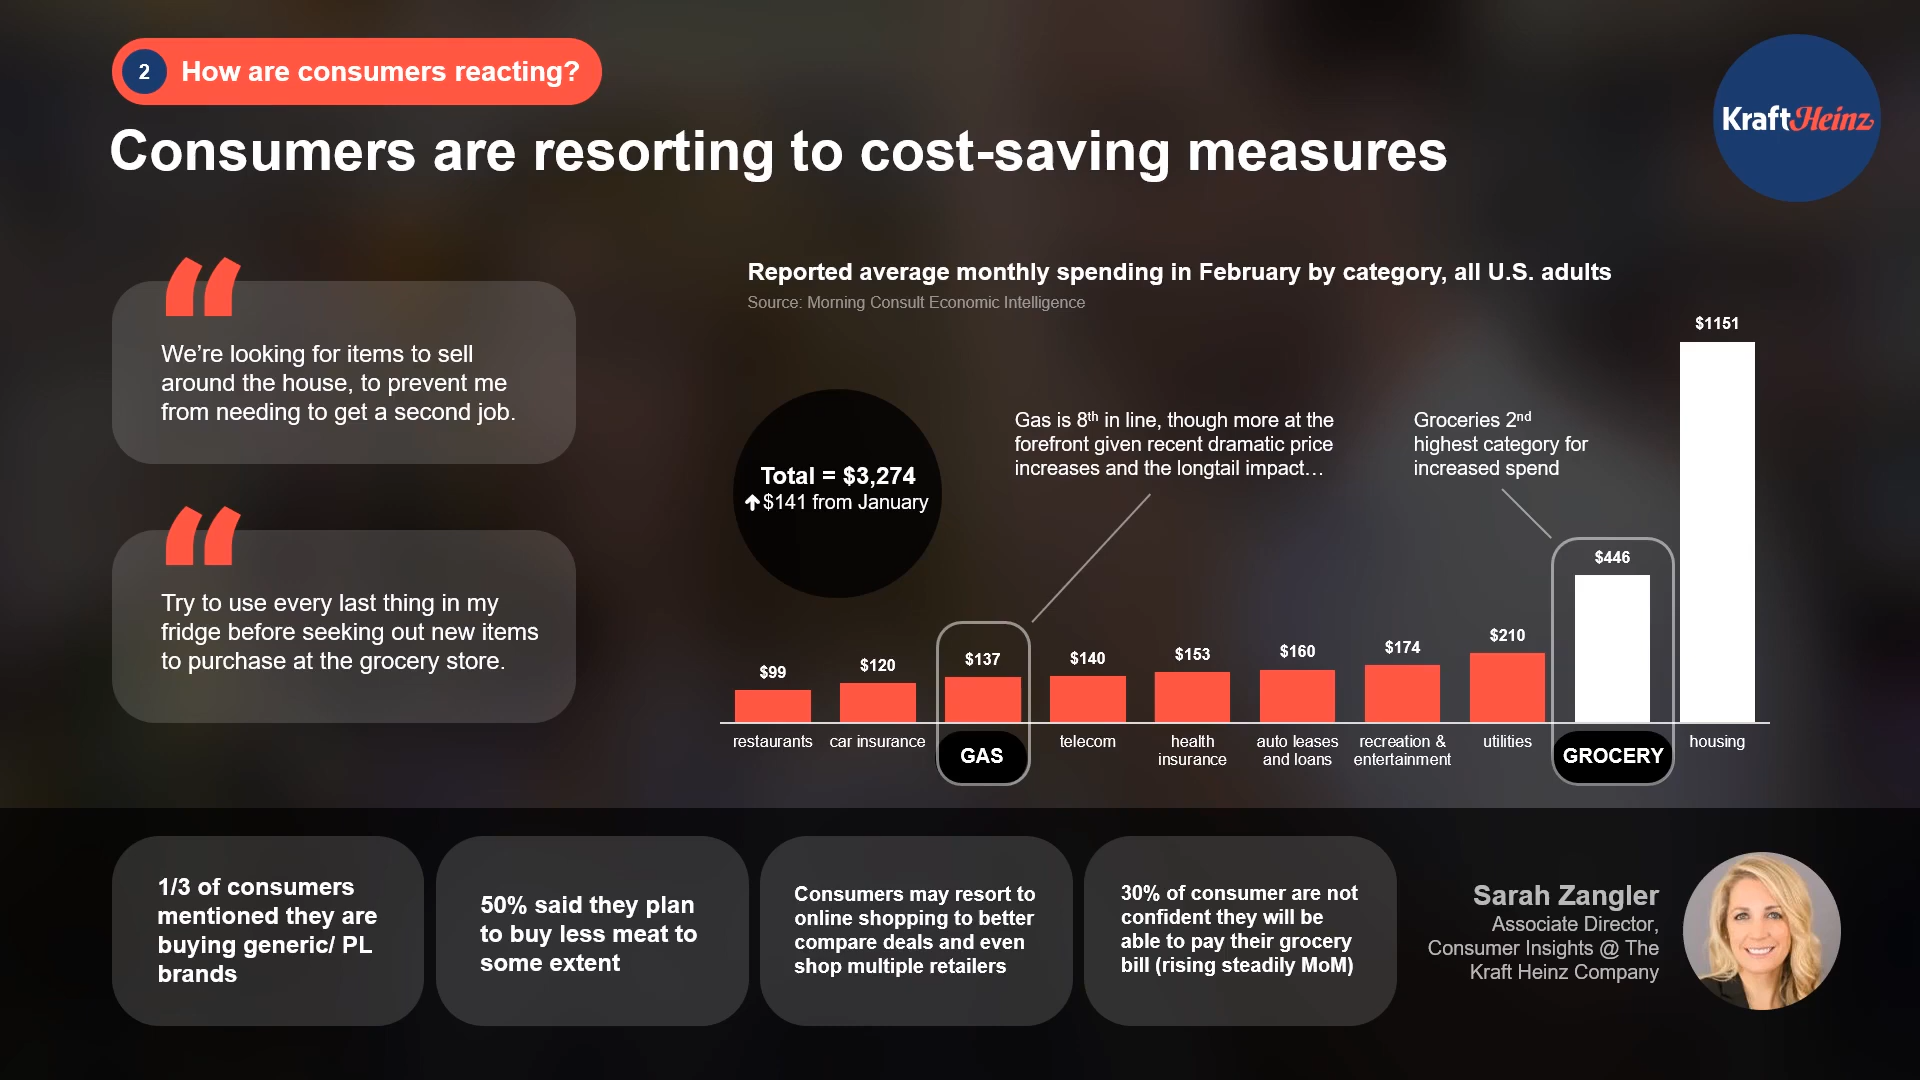 2 How are consumers reacting?
KraftHeinz
Consumers are resorting to cost-saving measures
“
We’re looking for items to sell
around the house, to prevent me
from needing to get a second job.
“
Try to use every last thing in my
fridge before seeking out new items
to purchase at the grocery store.
Reported average monthly spending in February by category, all U.S. adults
Source: Morning Consult Economic Intelligence
Total = $3,274
↑ $141 from January
Gas is 8th in line, though more at the
forefront given recent dramatic price
increases and the longtail impact…
Groceries 2nd
highest category for
increased spend
$99
$120
$137
$140
$153
$160
$174
$210
$446
$1151
restaurants
car insurance
GAS
telecom
health
insurance
auto leases
and loans
recreation &
entertainment
utilities
GROCERY
housing
1/3 of consumers
mentioned they are
buying generic/ PL
brands
50% said they plan
to buy less meat to
some extent
Consumers may resort to
online shopping to better
compare deals and even
shop multiple retailers
30% of consumer are not
confident they will be
able to pay their grocery
bill (rising steadily MoM)
Sarah Zangler
Associate Director,
Consumer Insights @ The
Kraft Heinz Company